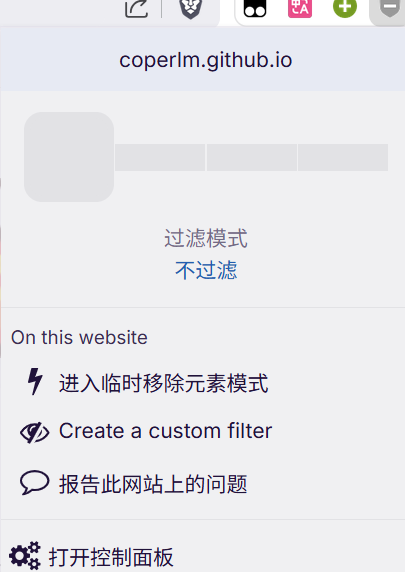 coperlm.github.io
过滤模式
不过滤
On this website
进入临时移除元素模式
Create a custom filter
报告此网站上的问题
打开控制面板